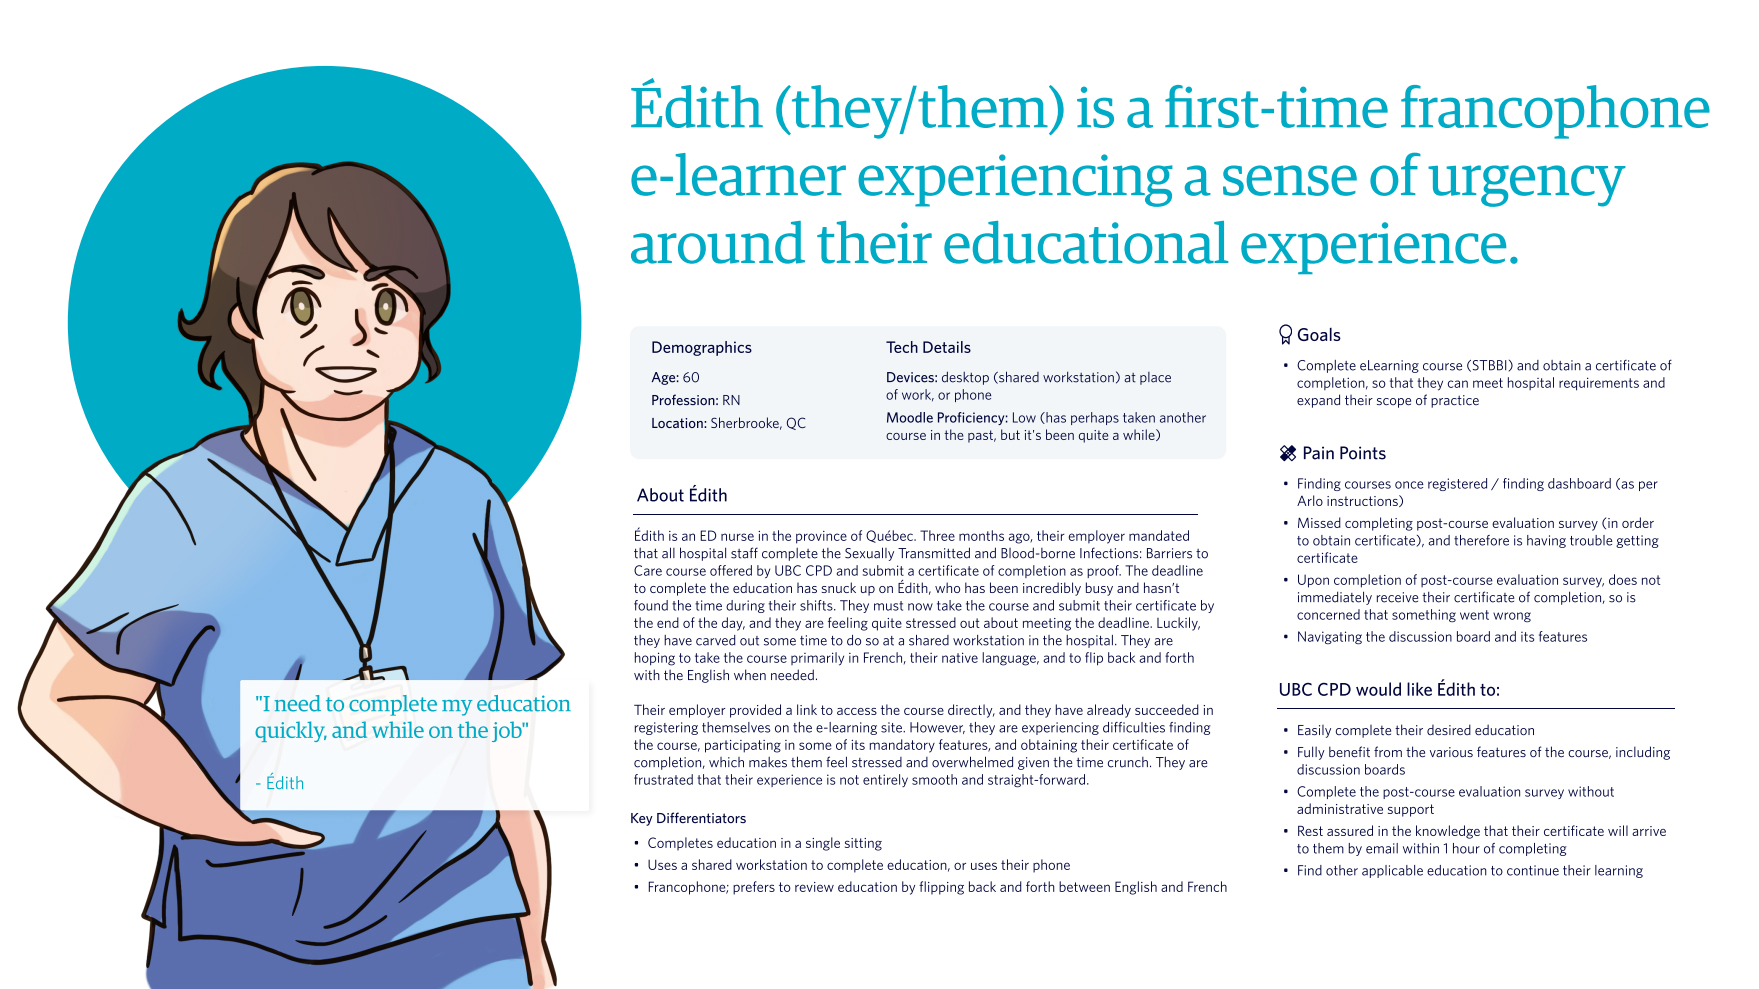 Édith (they/them) is a first-time francophone
e-learner experiencing a sense of urgency
around their educational experience.
"I need to complete my education
quickly, and while on the job"
- Édith
Demographics
Age: 60
Profession: RN
Location: Sherbrooke, QC
Tech Details
Devices: desktop (shared workstation) at place
of work, or phone
Moodle Proficiency: Low (has perhaps taken another
course in the past, but it's been quite a while)
About Édith
Édith is an ED nurse in the province of Québec. Three months ago, their employer mandated
that all hospital staff complete the Sexually Transmitted and Blood-borne Infections: Barriers to
Care course offered by UBC CPD and submit a certificate of completion as proof. The deadline
to complete the education has snuck up on Édith, who has been incredibly busy and hasn't
found the time during their shifts. They must now take the course and submit their certificate by
the end of the day, and they are feeling quite stressed out about meeting the deadline. Luckily,
they have carved out some time to do so at a shared workstation in the hospital. They are
hoping to take the course primarily in French, their native language, and to flip back and forth
with the English when needed.
Their employer provided a link to access the course directly, and they have already succeeded in
registering themselves on the e-learning site. However, they are experiencing difficulties finding
the course, participating in some of its mandatory features, and obtaining their certificate of
completion, which makes them feel stressed and overwhelmed given the time crunch. They are
frustrated that their experience is not entirely smooth and straight-forward.
Key Differentiators
• Completes education in a single sitting
• Uses a shared workstation to complete education, or uses their phone
• Francophone; prefers to review education by flipping back and forth between English and French
Goals
• Complete eLearning course (STBBI) and obtain a certificate of
completion, so that they can meet hospital requirements and
expand their scope of practice
Pain Points
• Finding courses once registered / finding dashboard (as per
Arlo instructions)
• Missed completing post-course evaluation survey (in order
to obtain certificate), and therefore is having trouble getting
certificate
• Upon completion of post-course evaluation survey, does not
immediately receive their certificate of completion, so is
concerned that something went wrong
• Navigating the discussion board and its features
UBC CPD would like Édith to:
• Easily complete their desired education
• Fully benefit from the various features of the course, including
discussion boards
• Complete the post-course evaluation survey without
administrative support
• Rest assured in the knowledge that their certificate will arrive
to them by email within 1 hour of completing
• Find other applicable education to continue their learning